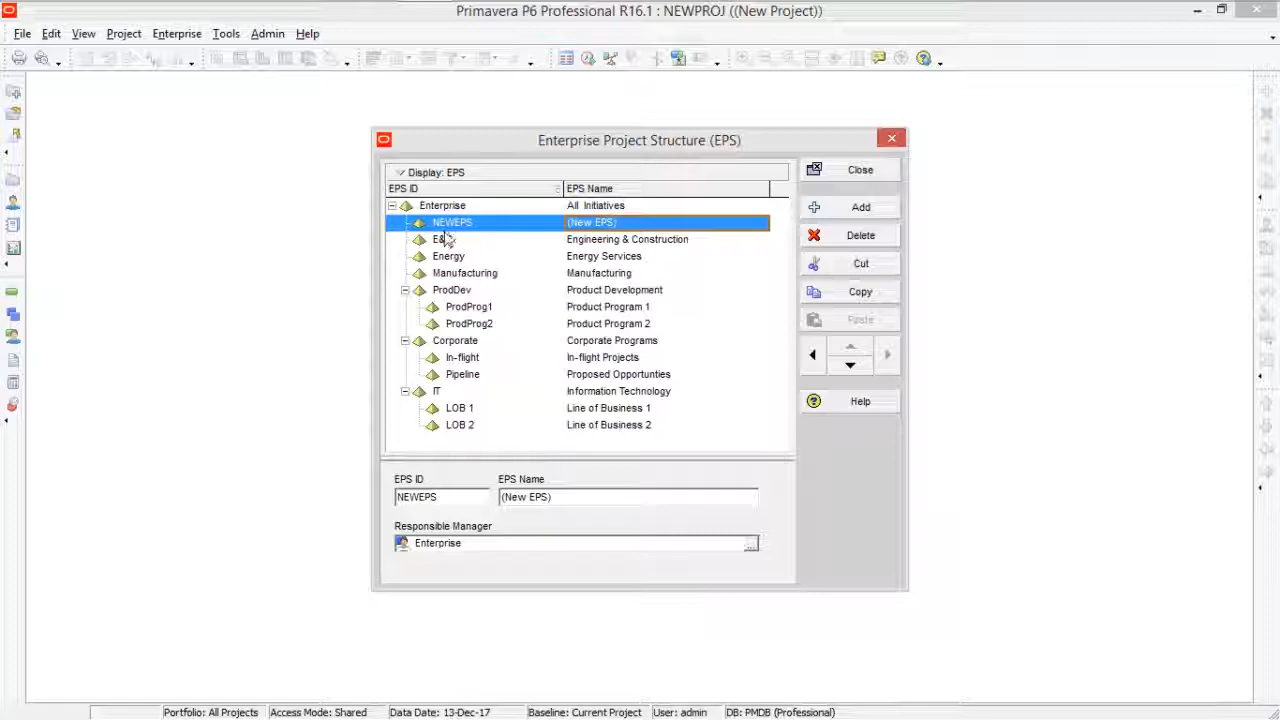 Primavera P6 Professional R16.1 : NEWPROJ ((New Project))
File Edit View Project Enterprise Tools Admin Help
Enterprise Project Structure (EPS)
Display: EPS
EPS ID EPS Name
Enterprise All Initiatives
NEWEPS (New EPS)
Engineering & Construction
Energy Energy Services
Manufacturing Manufacturing
ProdDev Product Development
ProdProg1 Product Program 1
ProdProg2 Product Program 2
Corporate Corporate Programs
In-flight In-flight Projects
Pipeline Proposed Opportunties
IT Information Technology
LOB 1 Line of Business 1
LOB 2 Line of Business 2
Close
Add
Delete
Cut
Copy
Paste
Help
EPS ID EPS Name
NEWEPS (New EPS)
Responsible Manager
Enterprise
...
Portfolio: All Projects Access Mode: Shared Data Date: 13-Dec-17 Baseline: Current Project User: admin DB: PMDB (Professional)